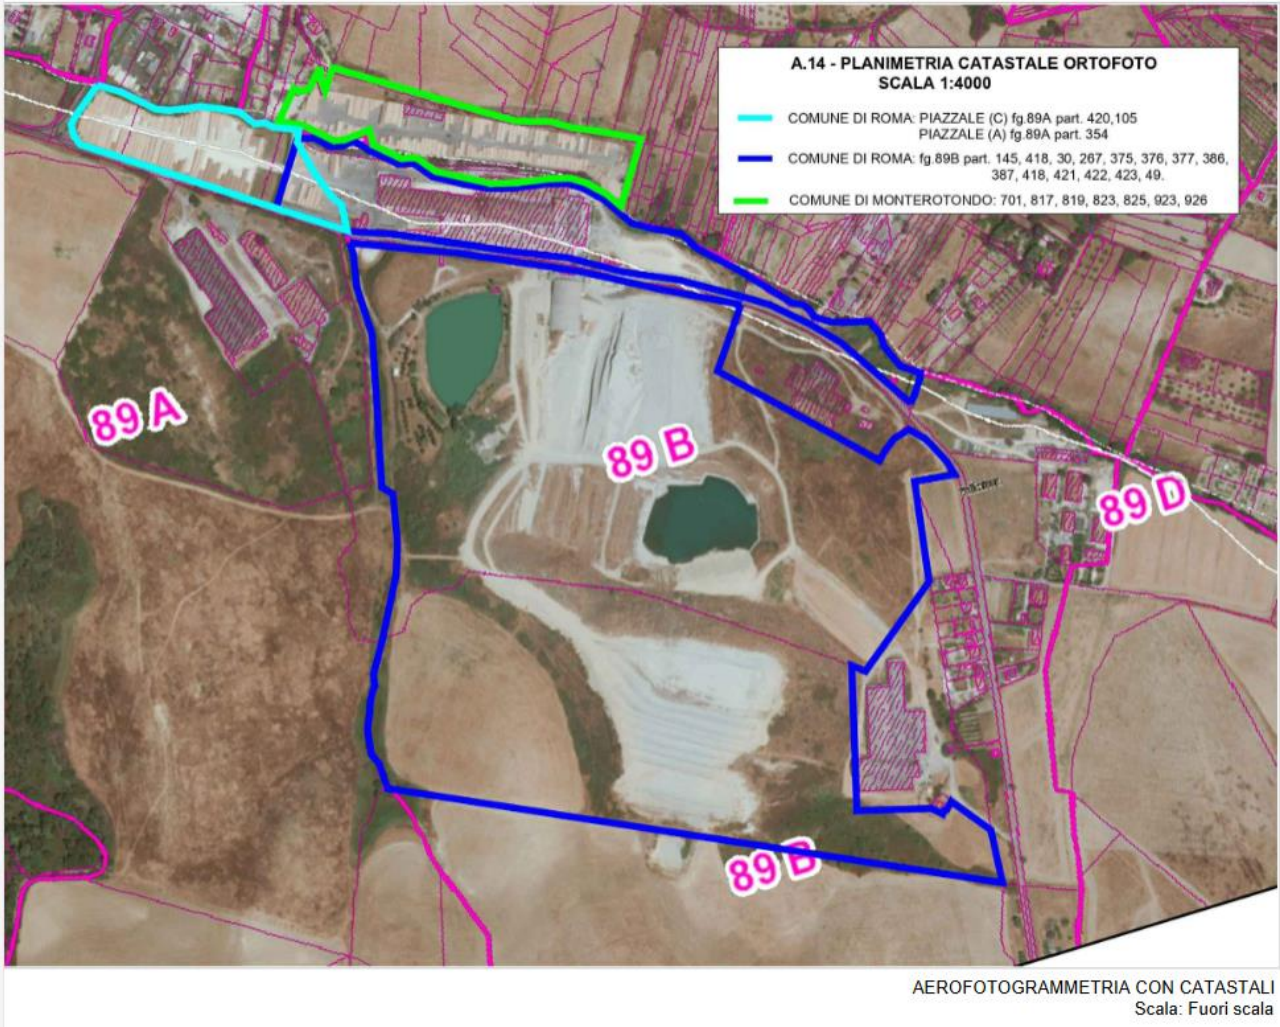 A.14 - PLANIMETRIA CATASTALE ORTOFOTO
SCALA 1:4000
COMUNE DI ROMA: PIAZZALE (C) fg.89A part. 420,105
PIAZZALE (A) fg.89A part. 354
COMUNE DI ROMA: fg.89B part. 145, 418, 30, 267, 375, 376, 377, 386,
387, 418, 421, 422, 423, 49.
COMUNE DI MONTEROTONDO: 701, 817, 819, 823, 825, 923, 926
89 A
89 B
89 D
89 B
AEROFOTOGRAMMETRIA CON CATASTALI
Scala: Fuori scala